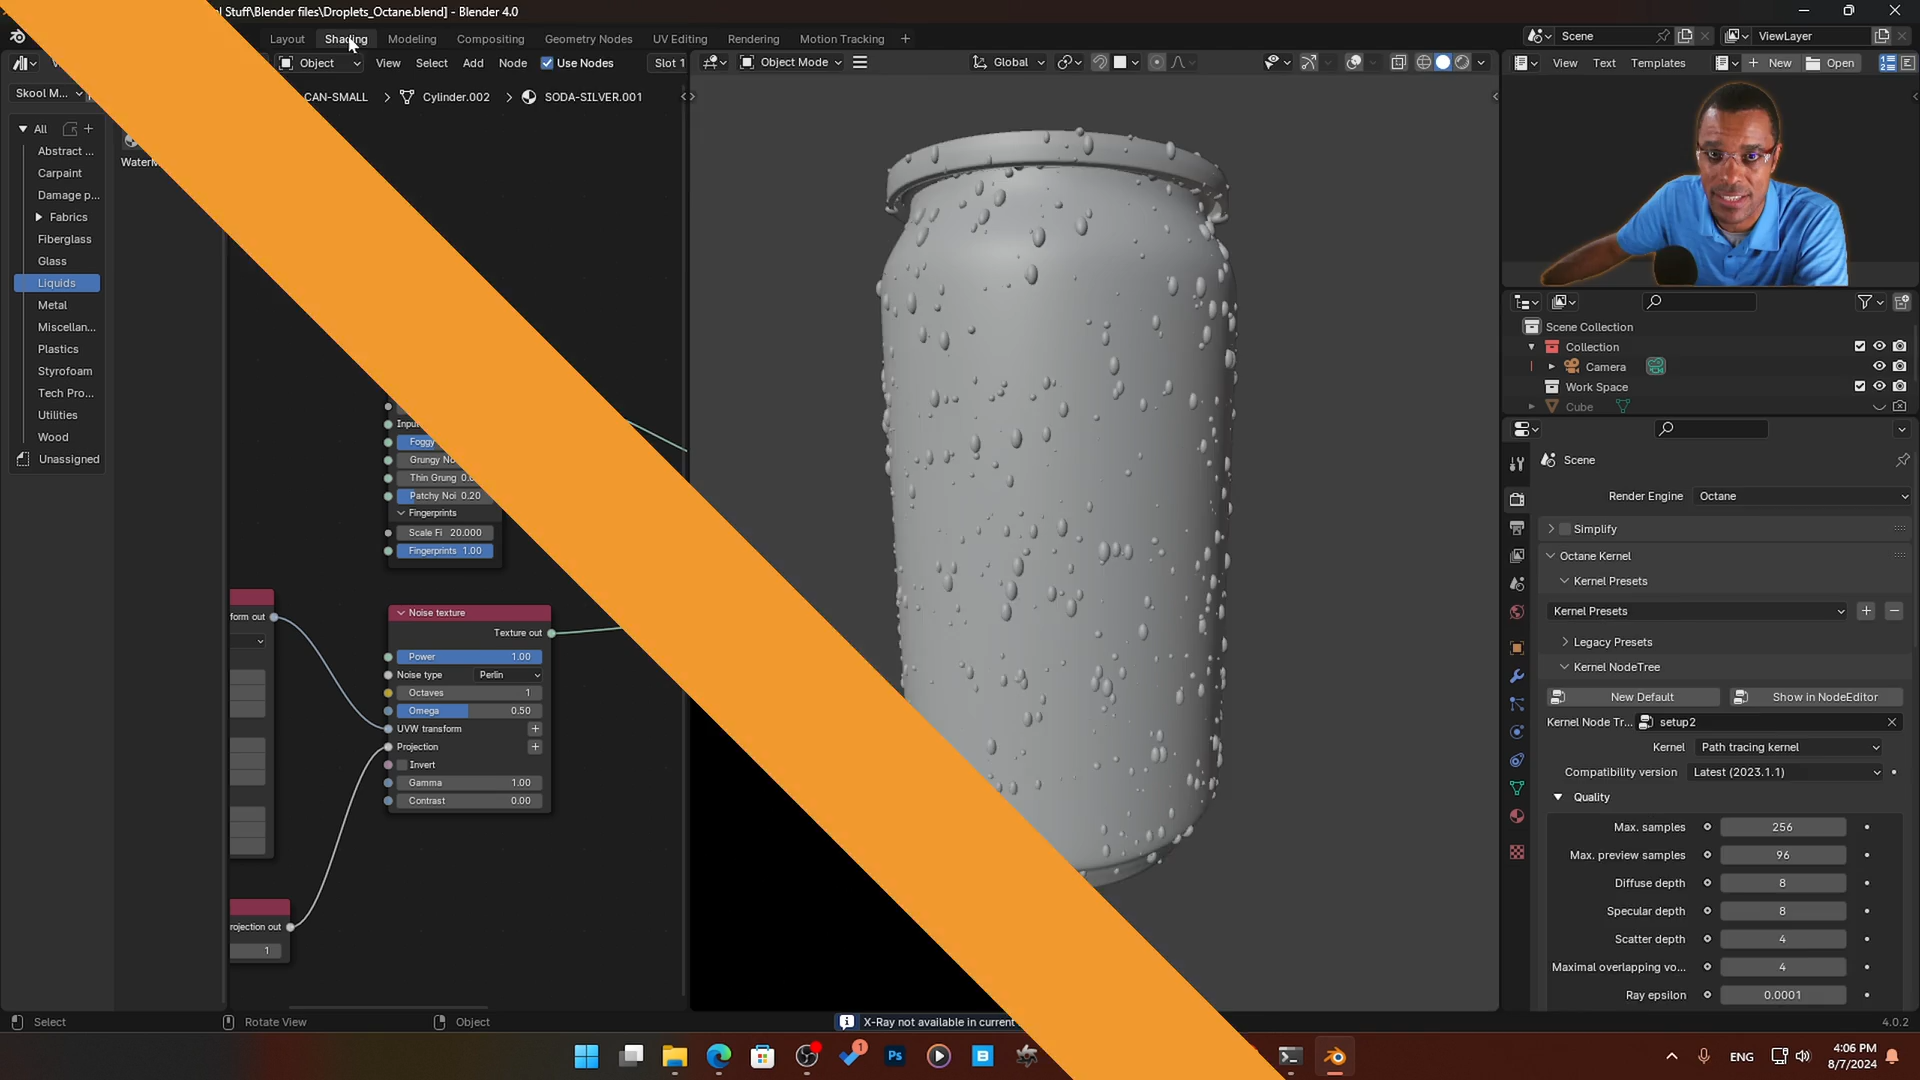 l Stuff\Blender files\Droplets_Octane.blend] - Blender 4.0
Layout Shading Modeling Compositing Geometry Nodes UV Editing Rendering Motion Tracking +
Scene ViewLayer
Object View Select Add Node Use Nodes Slot 1
Object Mode Global
View Text Templates New Open
Skool M...
CAN-SMALL > Cylinder.002 > SODA-SILVER.001
All
Abstract ...
Carpaint
Damage p...
Fabrics
Fiberglass
Glass
Liquids
Metal
Miscellan...
Plastics
Styrofoam
Tech Pro...
Utilities
Wood
Unassigned
Foggy
Grungy No
Thin Grung 0.0
Patchy Noi 0.20
Fingerprints
Scale Fi 20.000
Fingerprints 1.00
form out
Noise texture
Texture out
Power 1.00
Noise type Perlin
Octaves 1
Omega 0.50
UVW transform
Projection
Invert
Gamma 1.00
Contrast 0.00
rojection out
1
Scene Collection
Collection
Camera
Work Space
Cube
Scene
Render Engine Octane
Simplify
Octane Kernel
Kernel Presets
Kernel Presets
Legacy Presets
Kernel NodeTree
New Default Show in NodeEditor
Kernel Node Tr... setup2
Kernel Path tracing kernel
Compatibility version Latest (2023.1.1)
Quality
Max. samples 256
Max. preview samples 96
Diffuse depth 8
Specular depth 8
Scatter depth 4
Maximal overlapping vo... 4
Ray epsilon 0.0001
Select Rotate View Object
X-Ray not available in current
4.0.2
1
Ps
B
ENG
4:06 PM
8/7/2024